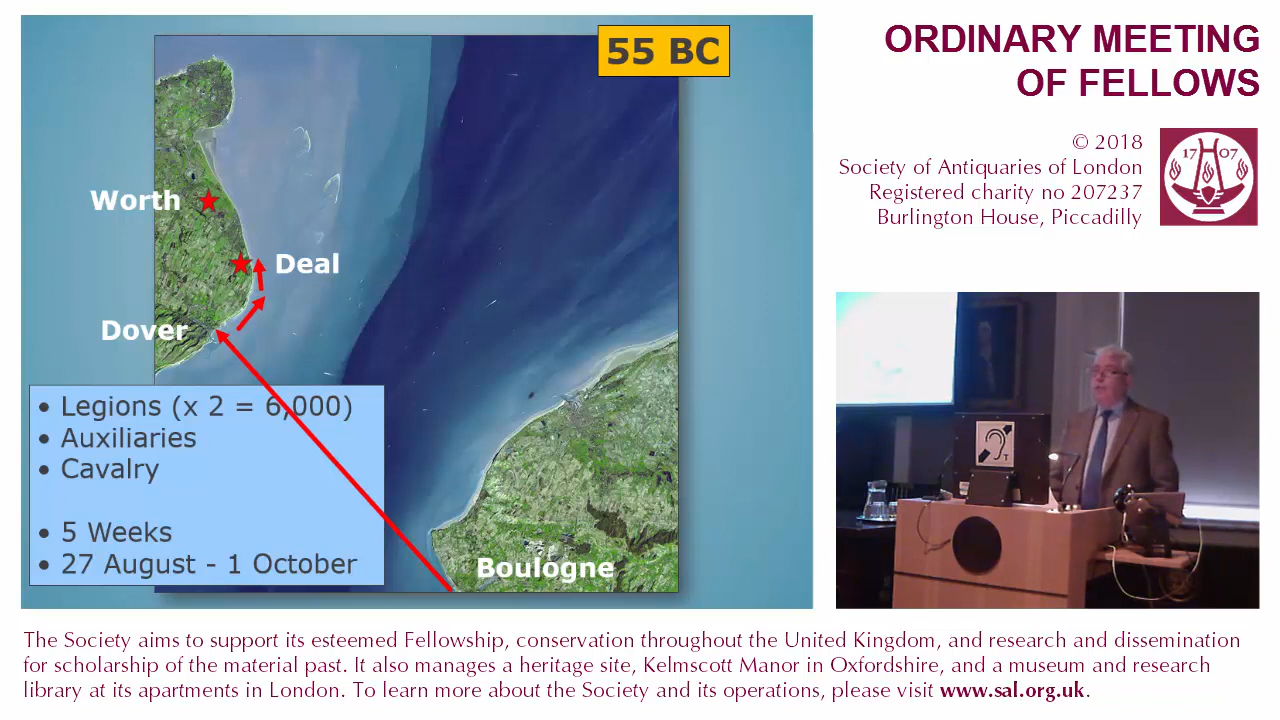 55 BC
Worth
Deal
Dover
• Legions (x 2 = 6,000)
• Auxiliaries
• Cavalry
• 5 Weeks
• 27 August - 1 October
Boulogne
ORDINARY MEETING
OF FELLOWS
© 2018
Society of Antiquaries of London
Registered charity no 207237
Burlington House, Piccadilly
17 07
T
The Society aims to support its esteemed Fellowship, conservation throughout the United Kingdom, and research and dissemination
for scholarship of the material past. It also manages a heritage site, Kelmscott Manor in Oxfordshire, and a museum and research
library at its apartments in London. To learn more about the Society and its operations, please visit www.sal.org.uk.